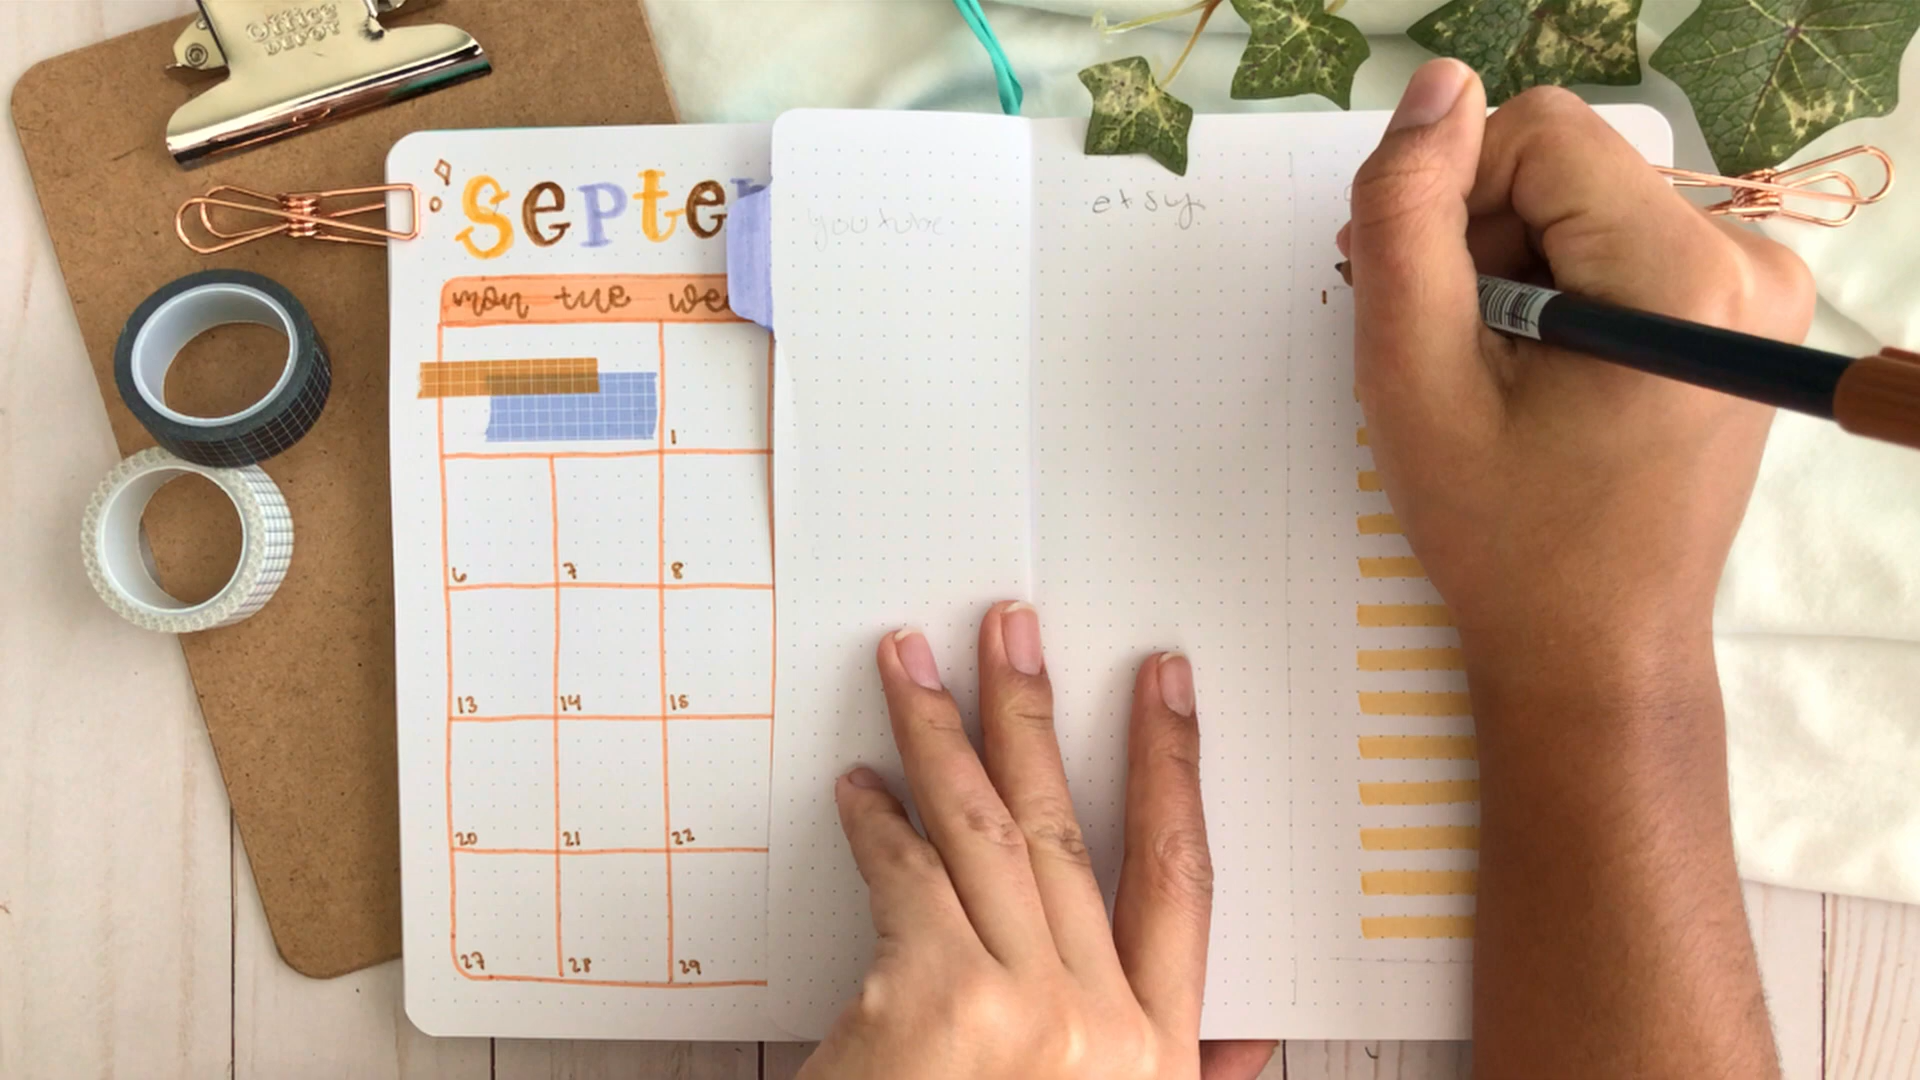 Office
DEPOT
Septe
mon tue we
1
6 7 8
13 14 15
20 21 22
27 28 29
youtube
etsy
1